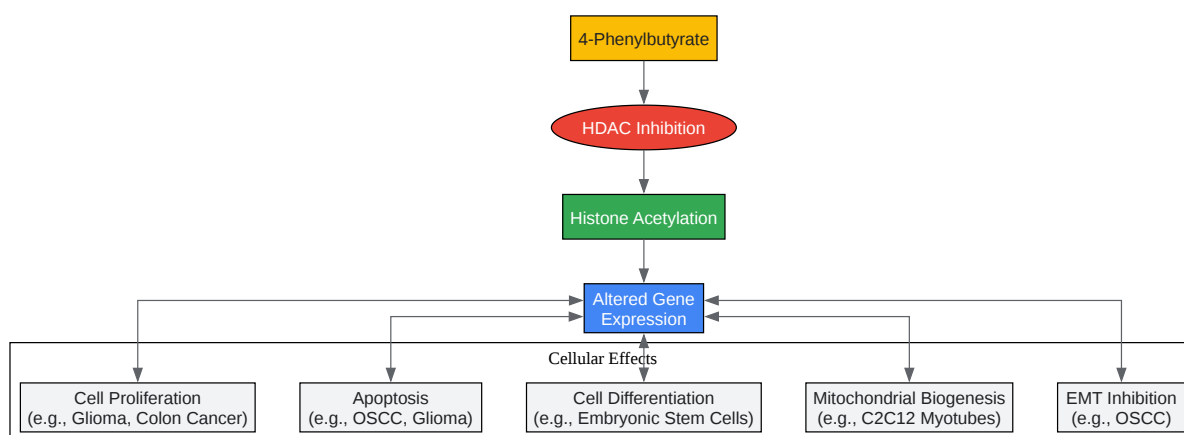 4-Phenylbutyrate
HDAC Inhibition
Histone Acetylation
Altered Gene
Expression
Cellular Effects
Cell Proliferation
(e.g., Glioma, Colon Cancer)
Apoptosis
(e.g., OSCC, Glioma)
Cell Differentiation
(e.g., Embryonic Stem Cells)
Mitochondrial Biogenesis
(e.g., C2C12 Myotubes)
EMT Inhibition
(e.g., OSCC)